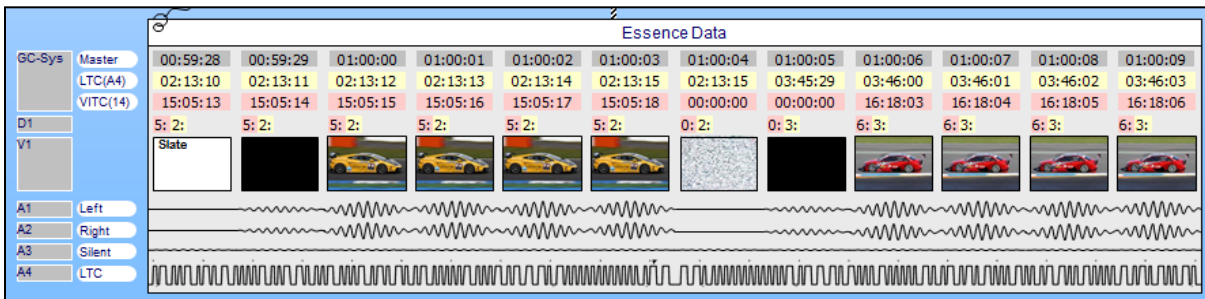 Essence Data
GC-Sys Master 00:59:28 00:59:29 01:00:00 01:00:01 01:00:02 01:00:03 01:00:04 01:00:05 01:00:06 01:00:07 01:00:08 01:00:09
LTC(A4) 02:13:10 02:13:11 02:13:12 02:13:13 02:13:14 02:13:15 02:13:15 03:45:29 03:46:00 03:46:01 03:46:02 03:46:03
VITC(14) 15:05:13 15:05:14 15:05:15 15:05:16 15:05:17 15:05:18 00:00:00 00:00:00 16:18:03 16:18:04 16:18:05 16:18:06
D1 5: 2: 5: 2: 5: 2: 5: 2: 5: 2: 5: 2: 0: 2: 0: 3: 6: 3: 6: 3: 6: 3: 6: 3:
V1 Slate
A1 Left
A2 Right
A3 Silent
A4 LTC